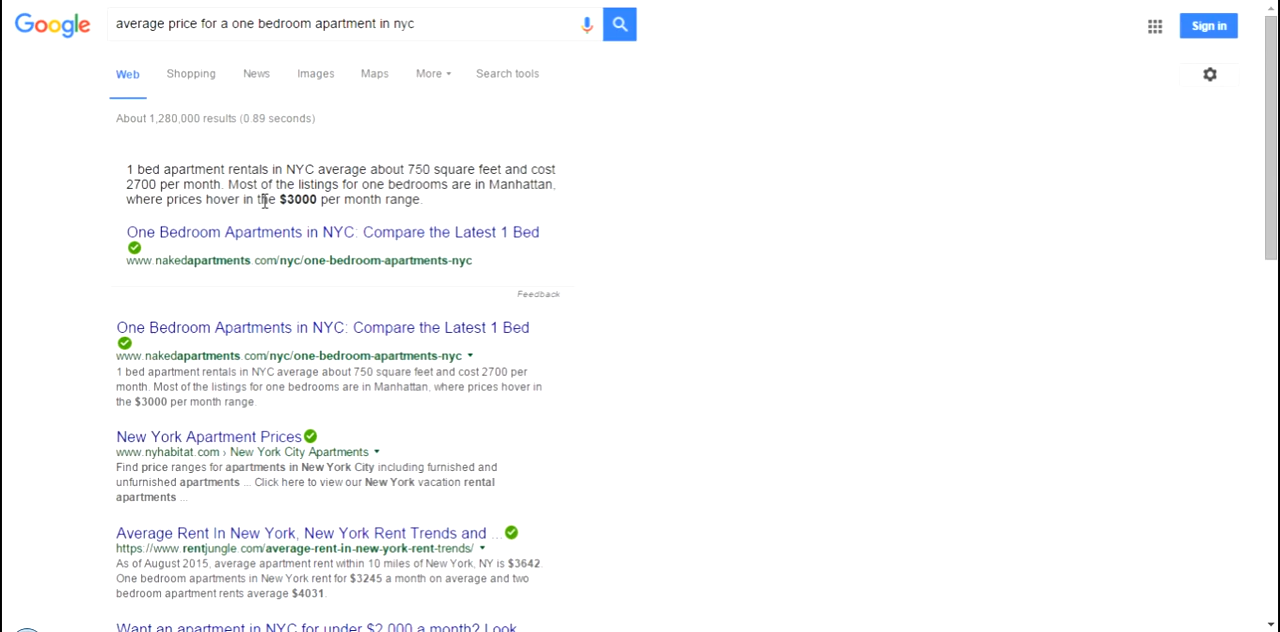 Google
average price for a one bedroom apartment in nyc
Sign in
Web Shopping News Images Maps More Search tools
About 1,280,000 results (0.89 seconds)
1 bed apartment rentals in NYC average about 750 square feet and cost
2700 per month. Most of the listings for one bedrooms are in Manhattan,
where prices hover in the $3000 per month range.
One Bedroom Apartments in NYC: Compare the Latest 1 Bed
www.nakedapartments.com/nyc/one-bedroom-apartments-nyc
Feedback
One Bedroom Apartments in NYC: Compare the Latest 1 Bed
www.nakedapartments.com/nyc/one-bedroom-apartments-nyc
1 bed apartment rentals in NYC average about 750 square feet and cost 2700 per
month. Most of the listings for one bedrooms are in Manhattan, where prices hover in
the $3000 per month range.
New York Apartment Prices
www.nyhabitat.com › New York City Apartments
Find price ranges for apartments in New York City including furnished and
unfurnished apartments ... Click here to view our New York vacation rental
apartments ...
Average Rent In New York, New York Rent Trends and ...
https://www.rentjungle.com/average-rent-in-new-york-rent-trends/
As of August 2015, average apartment rent within 10 miles of New York, NY is $3642.
One bedroom apartments in New York rent for $3245 a month on average and two
bedroom apartment rents average $4031.
Want an apartment in NYC for under $2,000 a month? Look